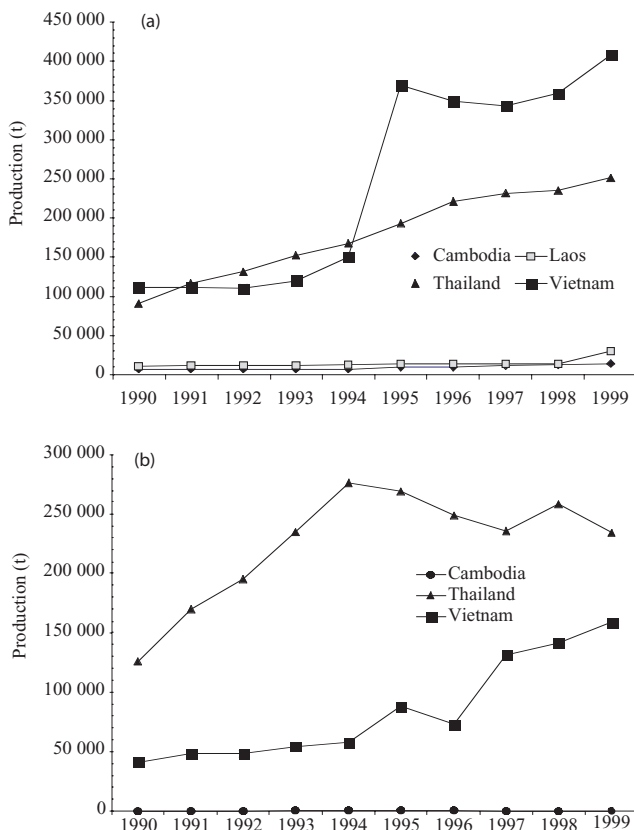 (a)
450 000
400 000
350 000
300 000
250 000
200 000
150 000
100 000
50 000
0
Production (t)
Cambodia Laos
Thailand Vietnam
1990 1991 1992 1993 1994 1995 1996 1997 1998 1999
(b)
300 000
250 000
200 000
150 000
100 000
50 000
0
Production (t)
Cambodia
Thailand
Vietnam
1990 1991 1992 1993 1994 1995 1996 1997 1998 1999